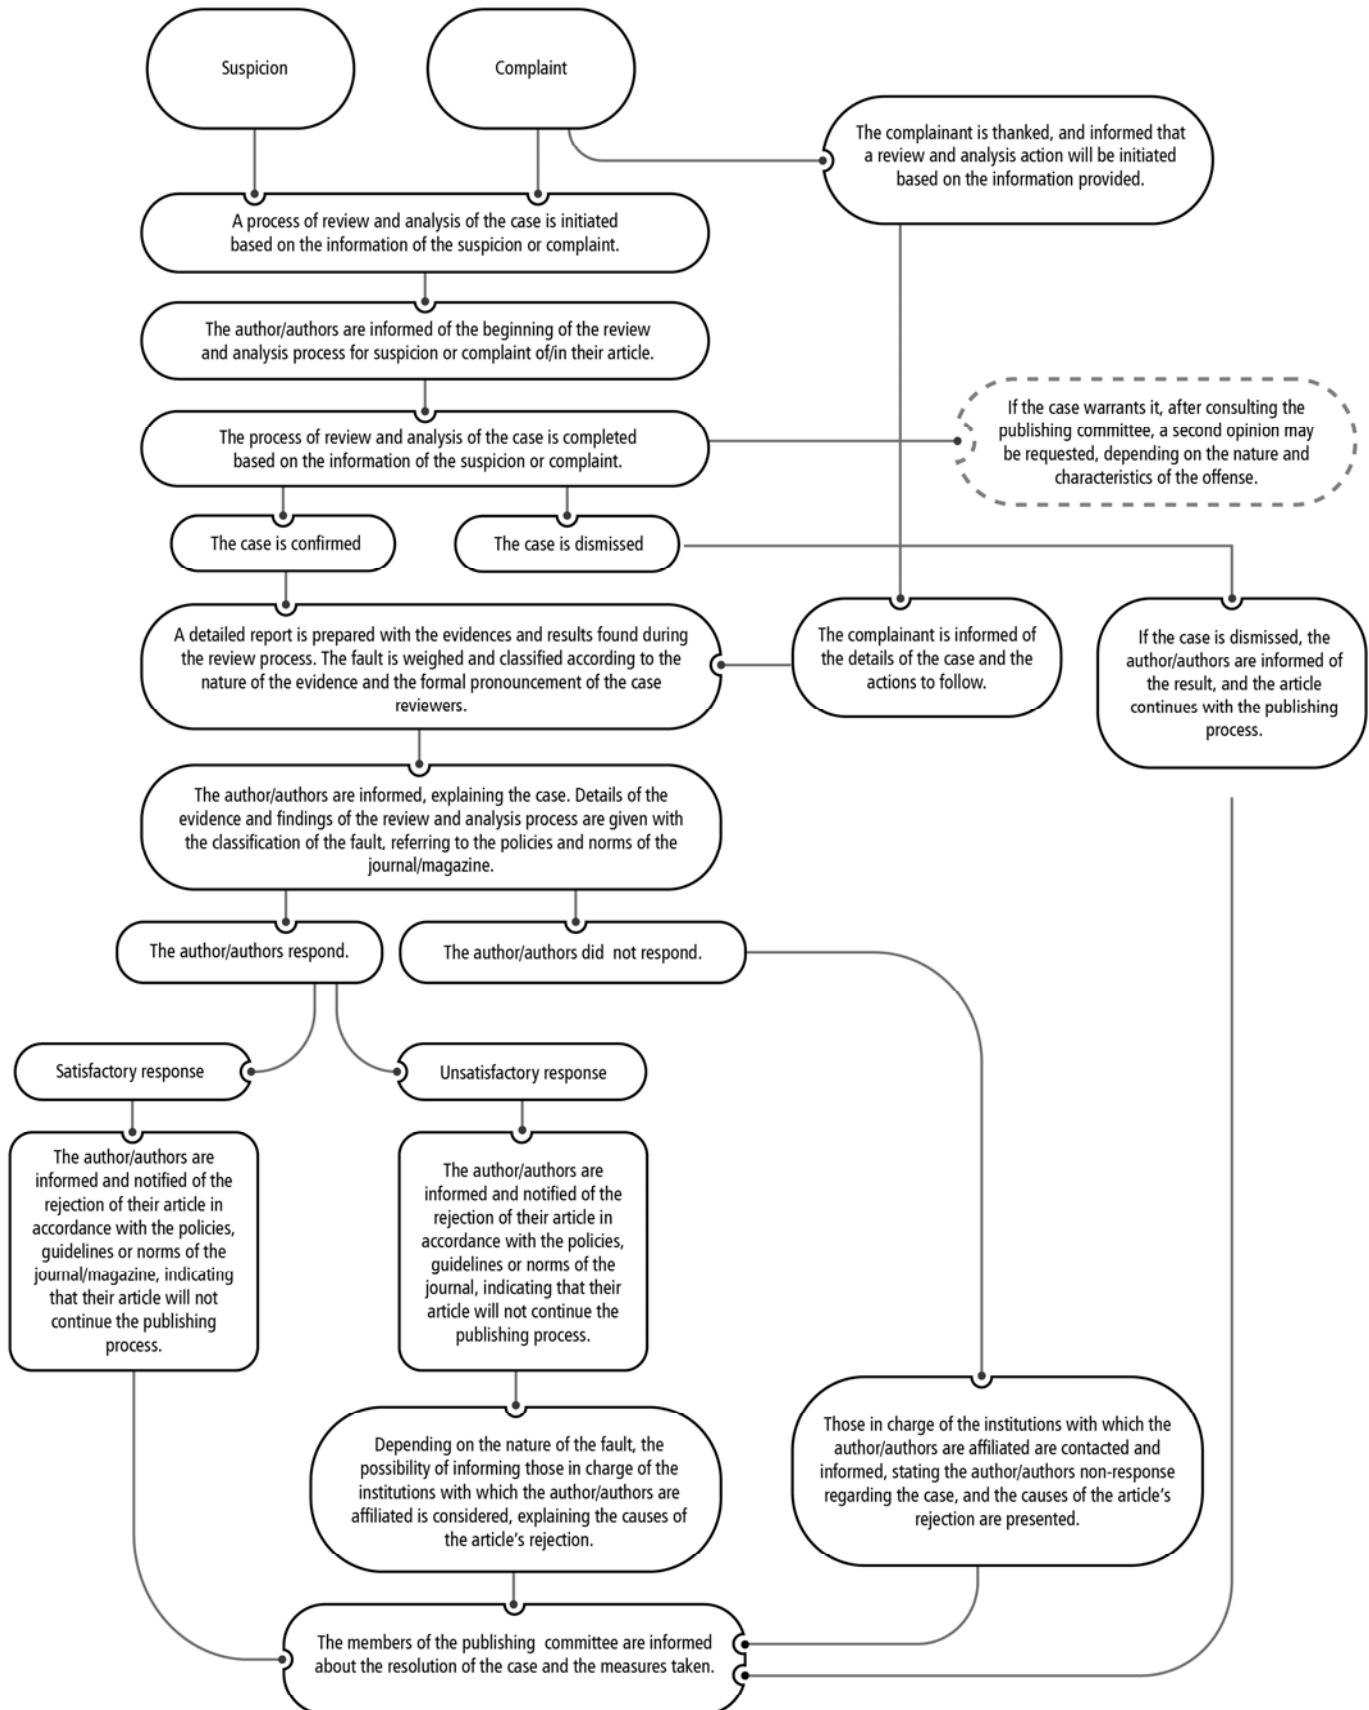 Suspicion
Complaint
The complainant is thanked, and informed that
a review and analysis action will be initiated
based on the information provided.
A process of review and analysis of the case is initiated
based on the information of the suspicion or complaint.
The author/authors are informed of the beginning of the review
and analysis process for suspicion or complaint of/in their article.
The process of review and analysis of the case is completed
based on the information of the suspicion or complaint.
If the case warrants it, after consulting the
publishing committee, a second opinion may
be requested, depending on the nature and
characteristics of the offense.
The case is confirmed
The case is dismissed
A detailed report is prepared with the evidences and results found during
the review process. The fault is weighed and classified according to the
nature of the evidence and the formal pronouncement of the case
reviewers.
The complainant is informed of
the details of the case and the
actions to follow.
If the case is dismissed, the
author/authors are informed of
the result, and the article
continues with the publishing
process.
The author/authors are informed, explaining the case. Details of the
evidence and findings of the review and analysis process are given with
the classification of the fault, referring to the policies and norms of the
journal/magazine.
The author/authors respond.
The author/authors did not respond.
Satisfactory response
Unsatisfactory response
The author/authors are
informed and notified of the
rejection of their article in
accordance with the policies,
guidelines or norms of the
journal/magazine, indicating
that their article will not
continue the publishing
process.
The author/authors are
informed and notified of the
rejection of their article in
accordance with the policies,
guidelines or norms of the
journal, indicating that their
article will not continue the
publishing process.
Depending on the nature of the fault, the
possibility of informing those in charge of the
institutions with which the author/authors are
affiliated is considered, explaining the causes of
the article's rejection.
Those in charge of the institutions with which the
author/authors are affiliated are contacted and
informed, stating the author/authors non-response
regarding the case, and the causes of the article's
rejection are presented.
The members of the publishing committee are informed
about the resolution of the case and the measures taken.